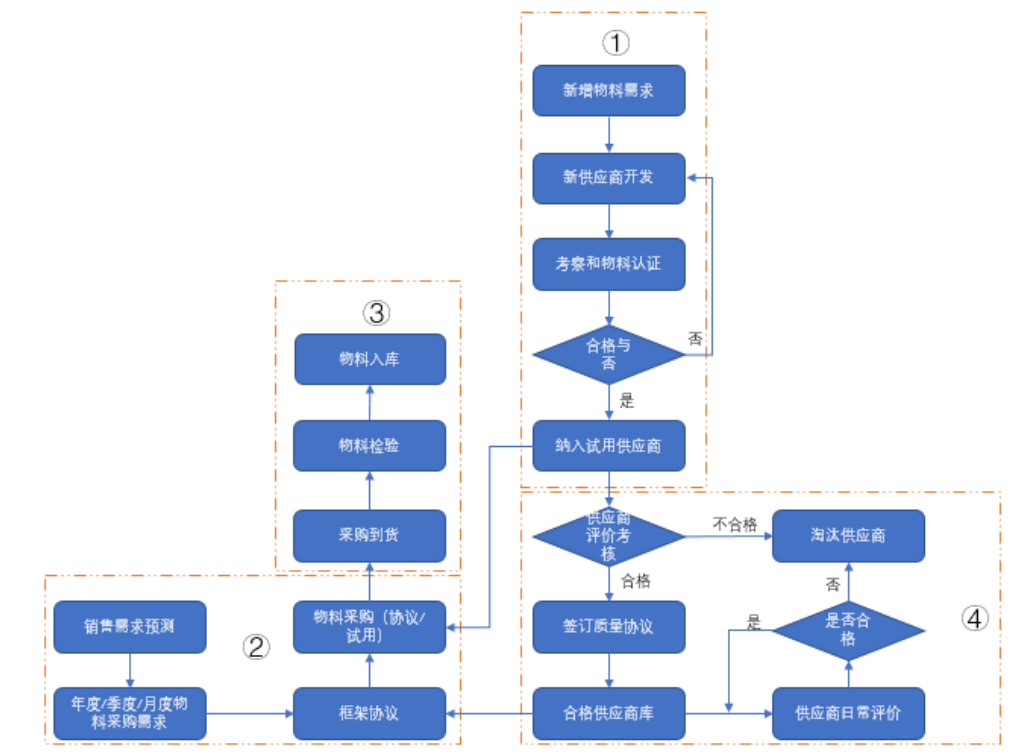 ①
新增物料需求
新供应商开发
考察和物料认证
合格与
否
否
是
纳入试用供应商
③
物料入库
物料检验
采购到货
销售需求预测
②
物料采购（协议/
试用）
年度/季度/月度物
料采购需求
框架协议
供应商
评价考
核
不合格
淘汰供应商
合格
签订质量协议
合格供应商库
否
是
是否合
格
④
供应商日常评价